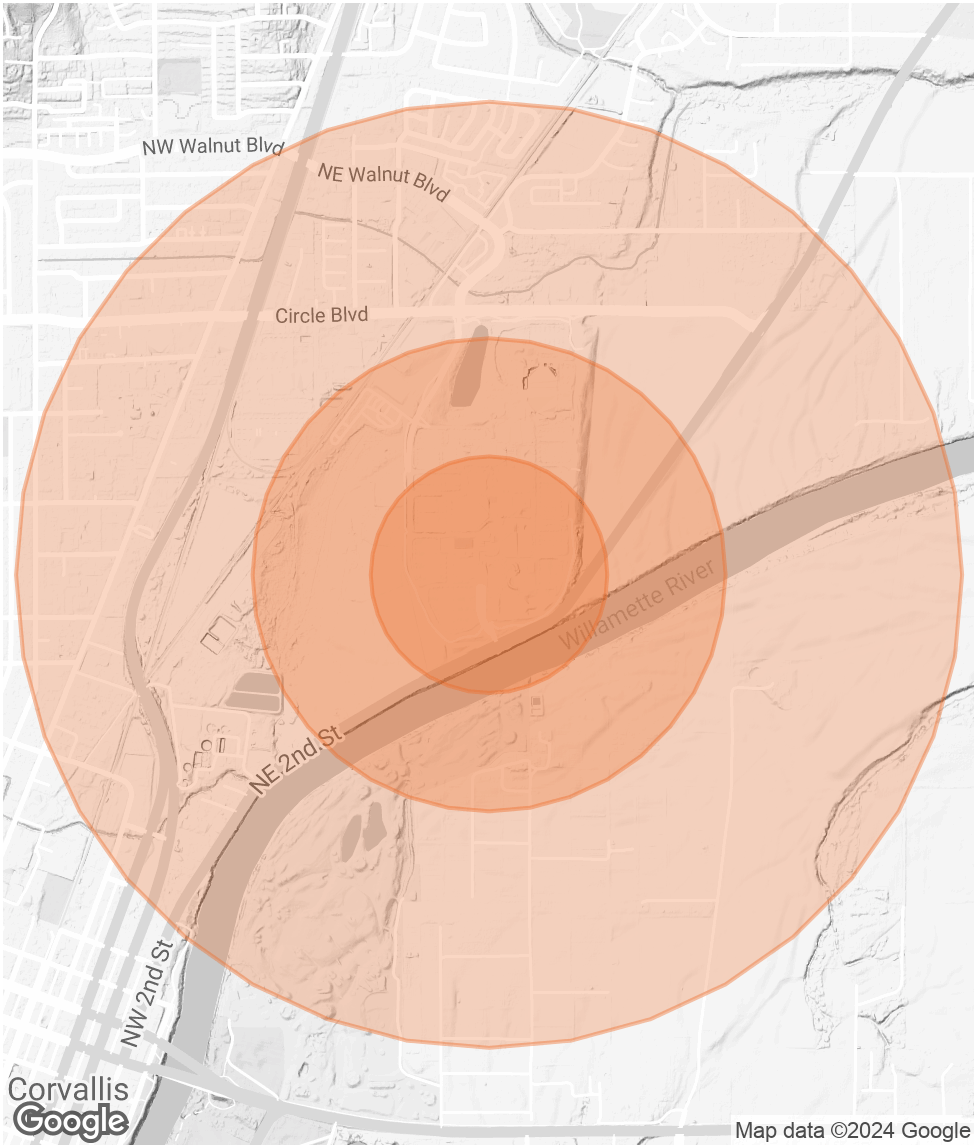 NW Walnut Blvd
NE Walnut Blvd
Circle Blvd
Willamette River
NE 2nd St
NW 2nd St
Corvallis
Google
Map data ©2024 Google